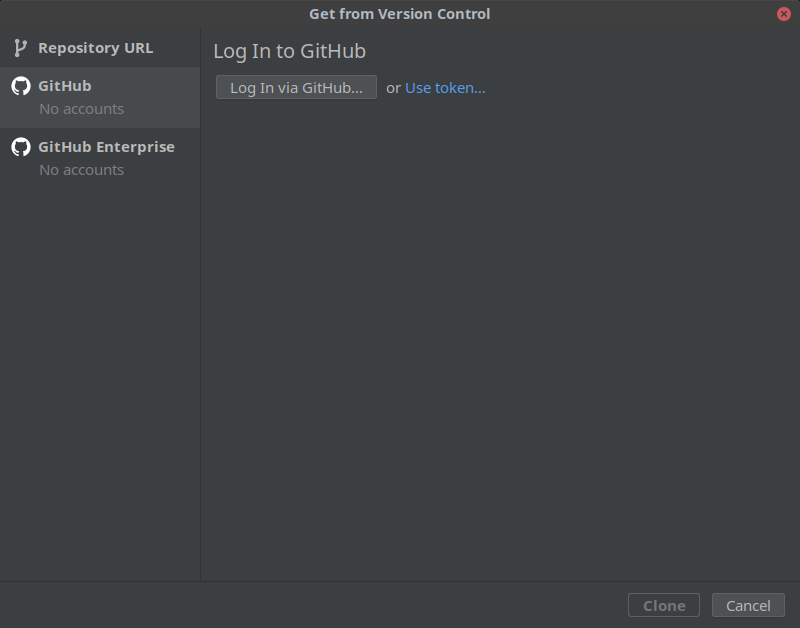 Get from Version Control
Repository URL
GitHub
No accounts
GitHub Enterprise
No accounts
Log In to GitHub
Log In via GitHub... or Use token...
Clone
Cancel